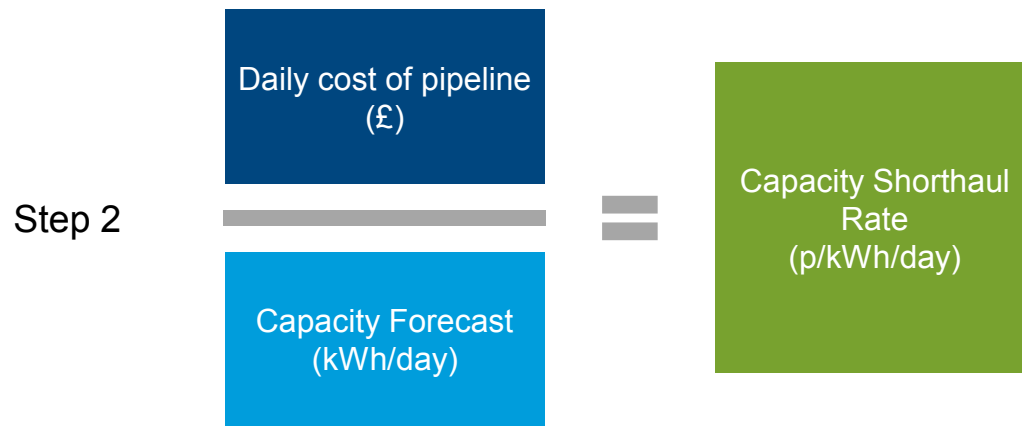 Step 2
Daily cost of pipeline
(£)
Capacity Forecast
(kWh/day)
Capacity Shorthaul
Rate
(p/kWh/day)